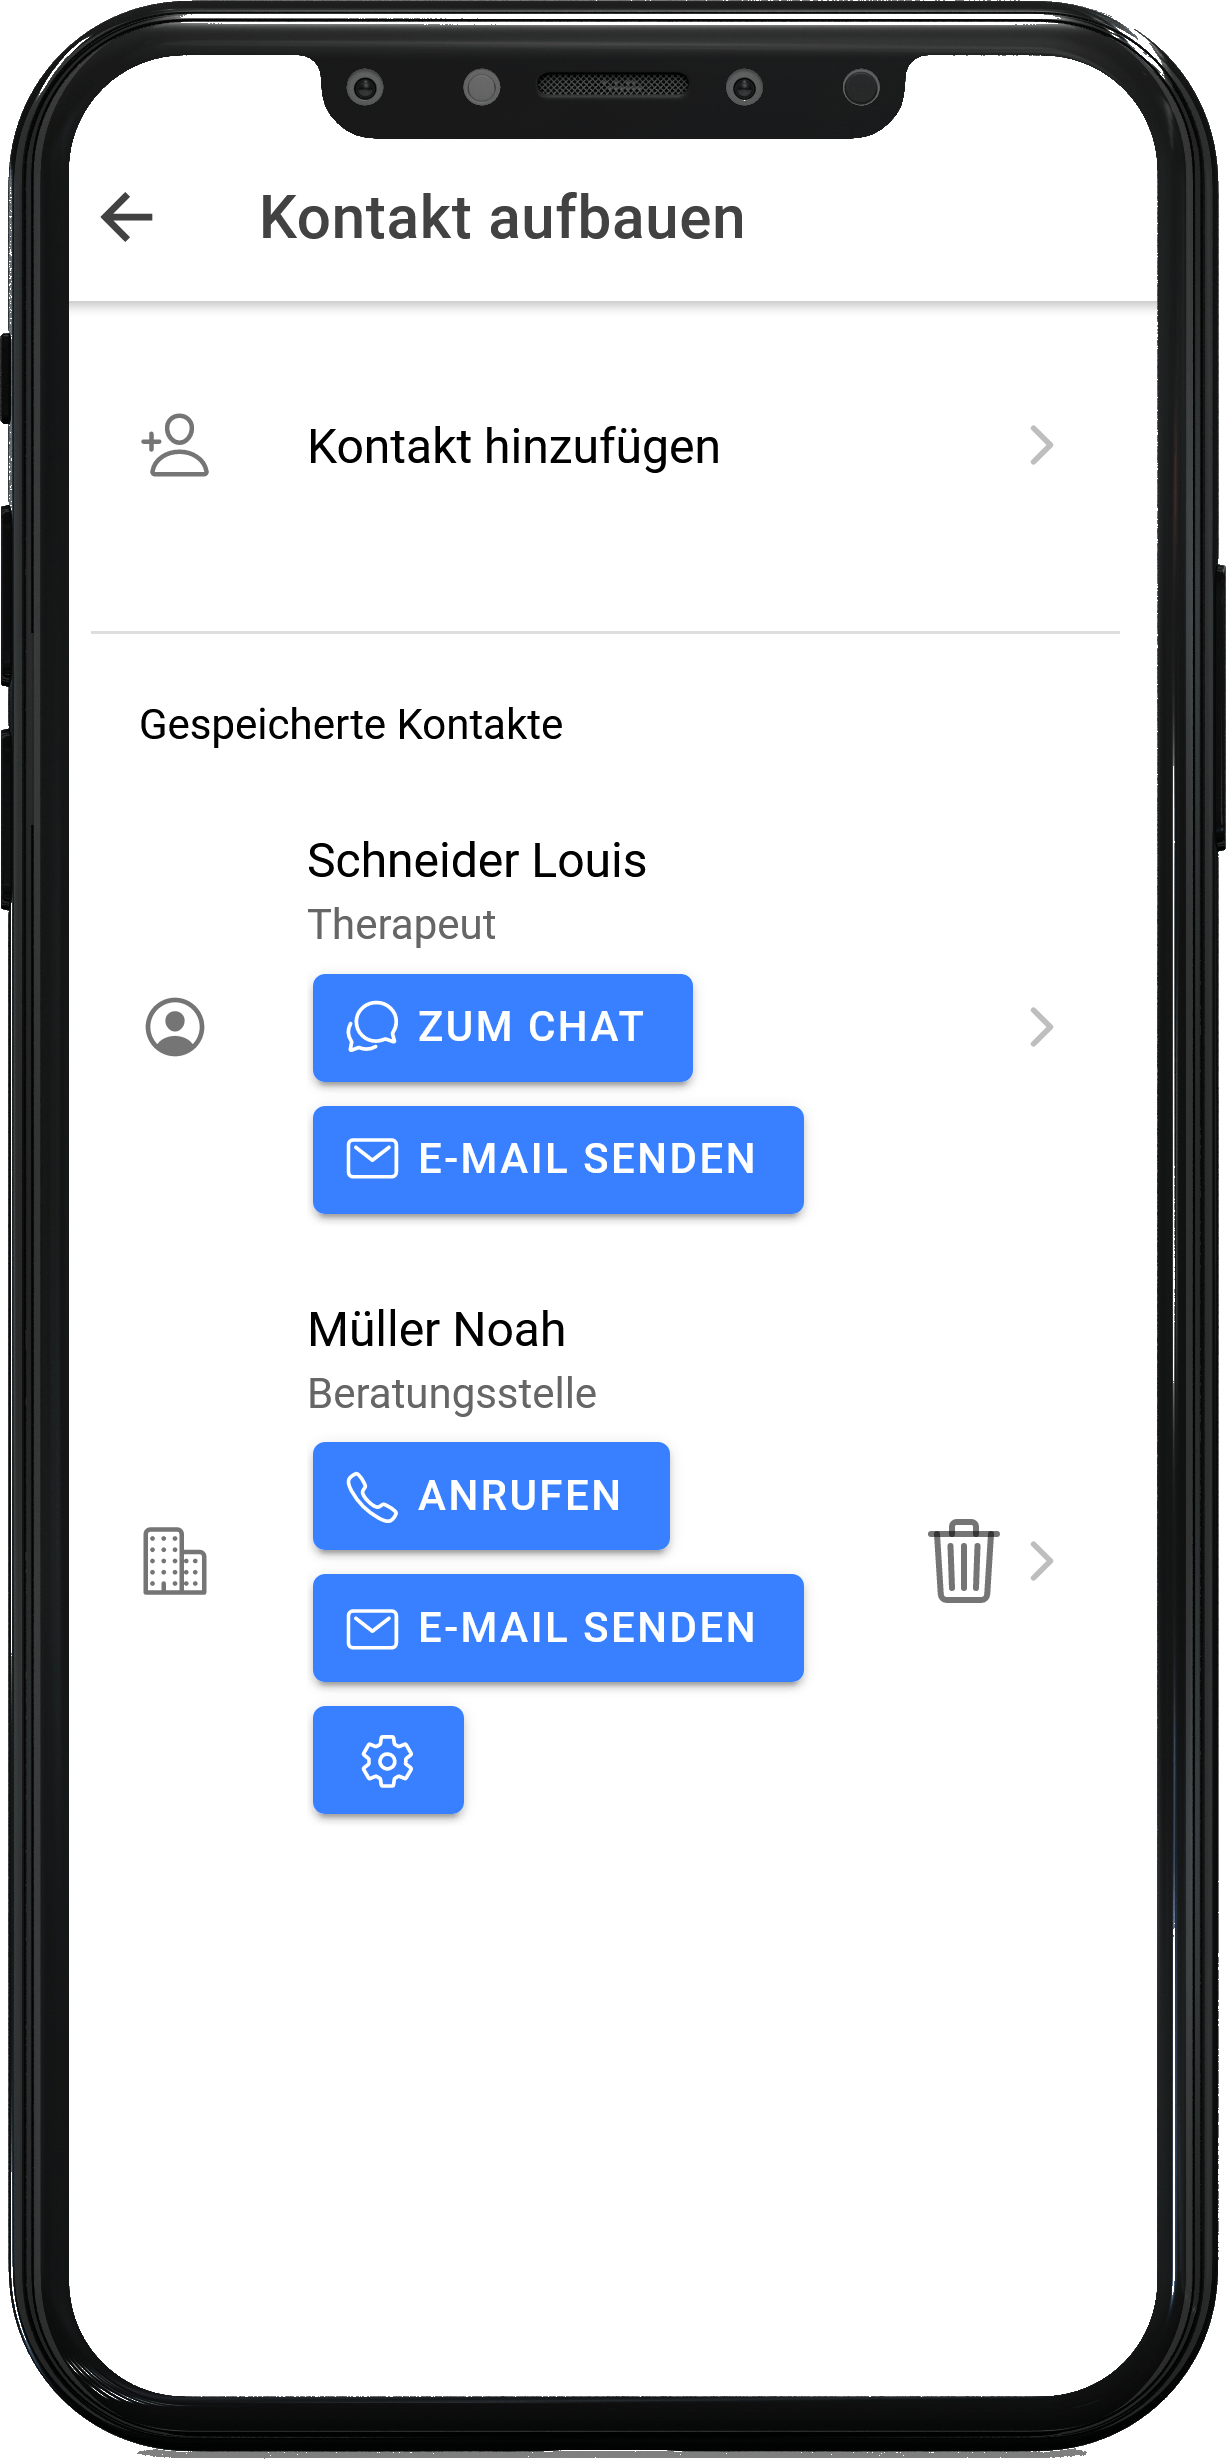 Kontakt aufbauen
Kontakt hinzufügen
Gespeicherte Kontakte
Schneider Louis
Therapeut
ZUM CHAT
E-MAIL SENDEN
Müller Noah
Beratungsstelle
ANRUFEN
E-MAIL SENDEN